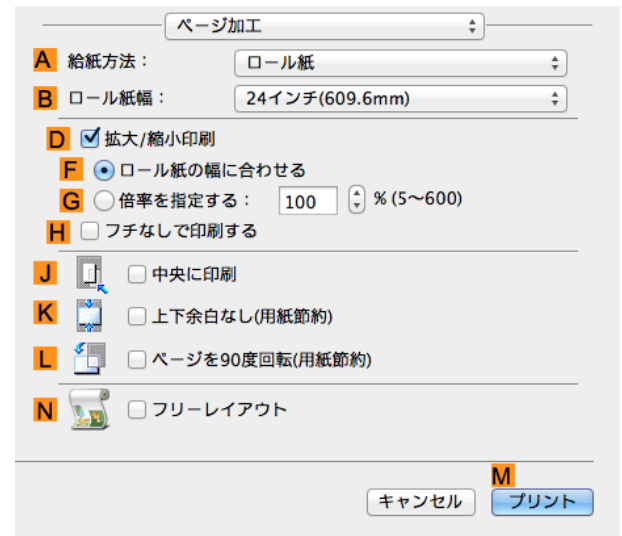 ページ加工
A 給紙方法： ロール紙
B ロール紙幅： 24インチ(609.6mm)
D 拡大/縮小印刷
F ロール紙の幅に合わせる
G 倍率を指定する： 100 % (5～600)
H フチなしで印刷する
J 中央に印刷
K 上下余白なし(用紙節約)
L ページを90度回転(用紙節約)
N フリーレイアウト
M
キャンセル プリント